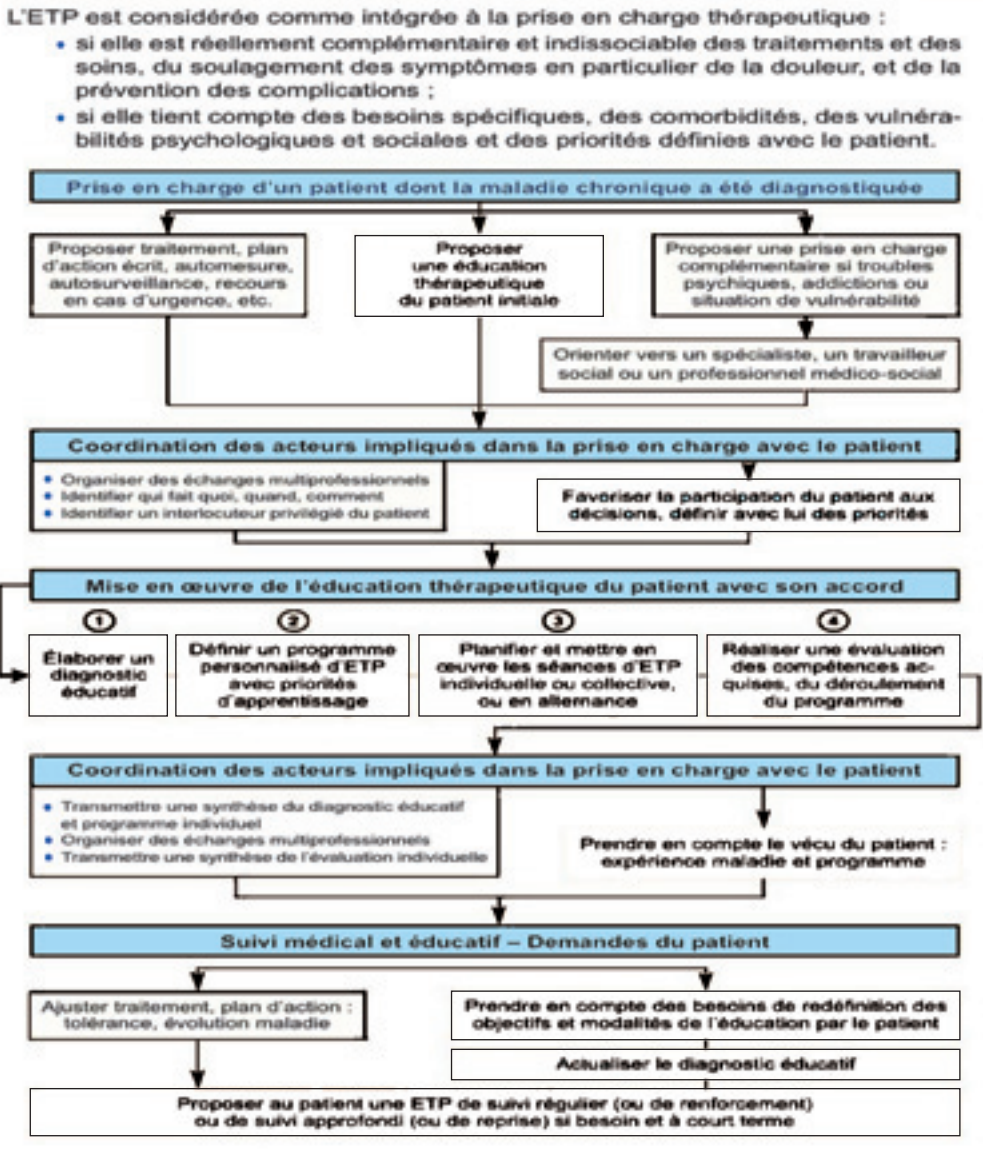 L'ETP est considérée comme intégrée à la prise en charge thérapeutique :
• si elle est réellement complémentaire et indissociable des traitements et des
soins, du soulagement des symptômes en particulier de la douleur, et de la
prévention des complications ;
• si elle tient compte des besoins spécifiques, des comorbidités, des vulnéra-
bilités psychologiques et sociales et des priorités définies avec le patient.
Prise en charge d'un patient dont la maladie chronique a été diagnostiquée
Proposer traitement, plan
d'action écrit, automesure,
autosurveillance, recours
en cas d'urgence, etc.
Proposer
une éducation
thérapeutique
du patient initiale
Proposer une prise en charge
complémentaire si troubles
psychiques, addictions ou
situation de vulnérabilité
Orienter vers un spécialiste, un travailleur
social ou un professionnel médico-social
Coordination des acteurs impliqués dans la prise en charge avec le patient
• Organiser des échanges multiprofessionnels
• Identifier qui fait quoi, quand, comment
• Identifier un interlocuteur privilégié du patient
Favoriser la participation du patient aux
décisions, définir avec lui des priorités
Mise en œuvre de l'éducation thérapeutique du patient avec son accord
1
Élaborer un
diagnostic
éducatif
2
Définir un programme
personnalisé d'ETP
avec priorités
d'apprentissage
3
Planifier et mettre en
œuvre les séances d'ETP
individuelle ou collective,
ou en alternance
4
Réaliser une évaluation
des compétences ac-
quises, du déroulement
du programme
Coordination des acteurs impliqués dans la prise en charge avec le patient
• Transmettre une synthèse du diagnostic éducatif
et programme individuel
• Organiser des échanges multiprofessionnels
• Transmettre une synthèse de l'évaluation individuelle
Prendre en compte le vécu du patient :
expérience maladie et programme
Suivi médical et éducatif – Demandes du patient
Ajuster traitement, plan d'action :
tolérance, évolution maladie
Prendre en compte des besoins de redéfinition des
objectifs et modalités de l'éducation par le patient
Actualiser le diagnostic éducatif
Proposer au patient une ETP de suivi régulier (ou de renforcement)
ou de suivi approfondi (ou de reprise) si besoin et à court terme